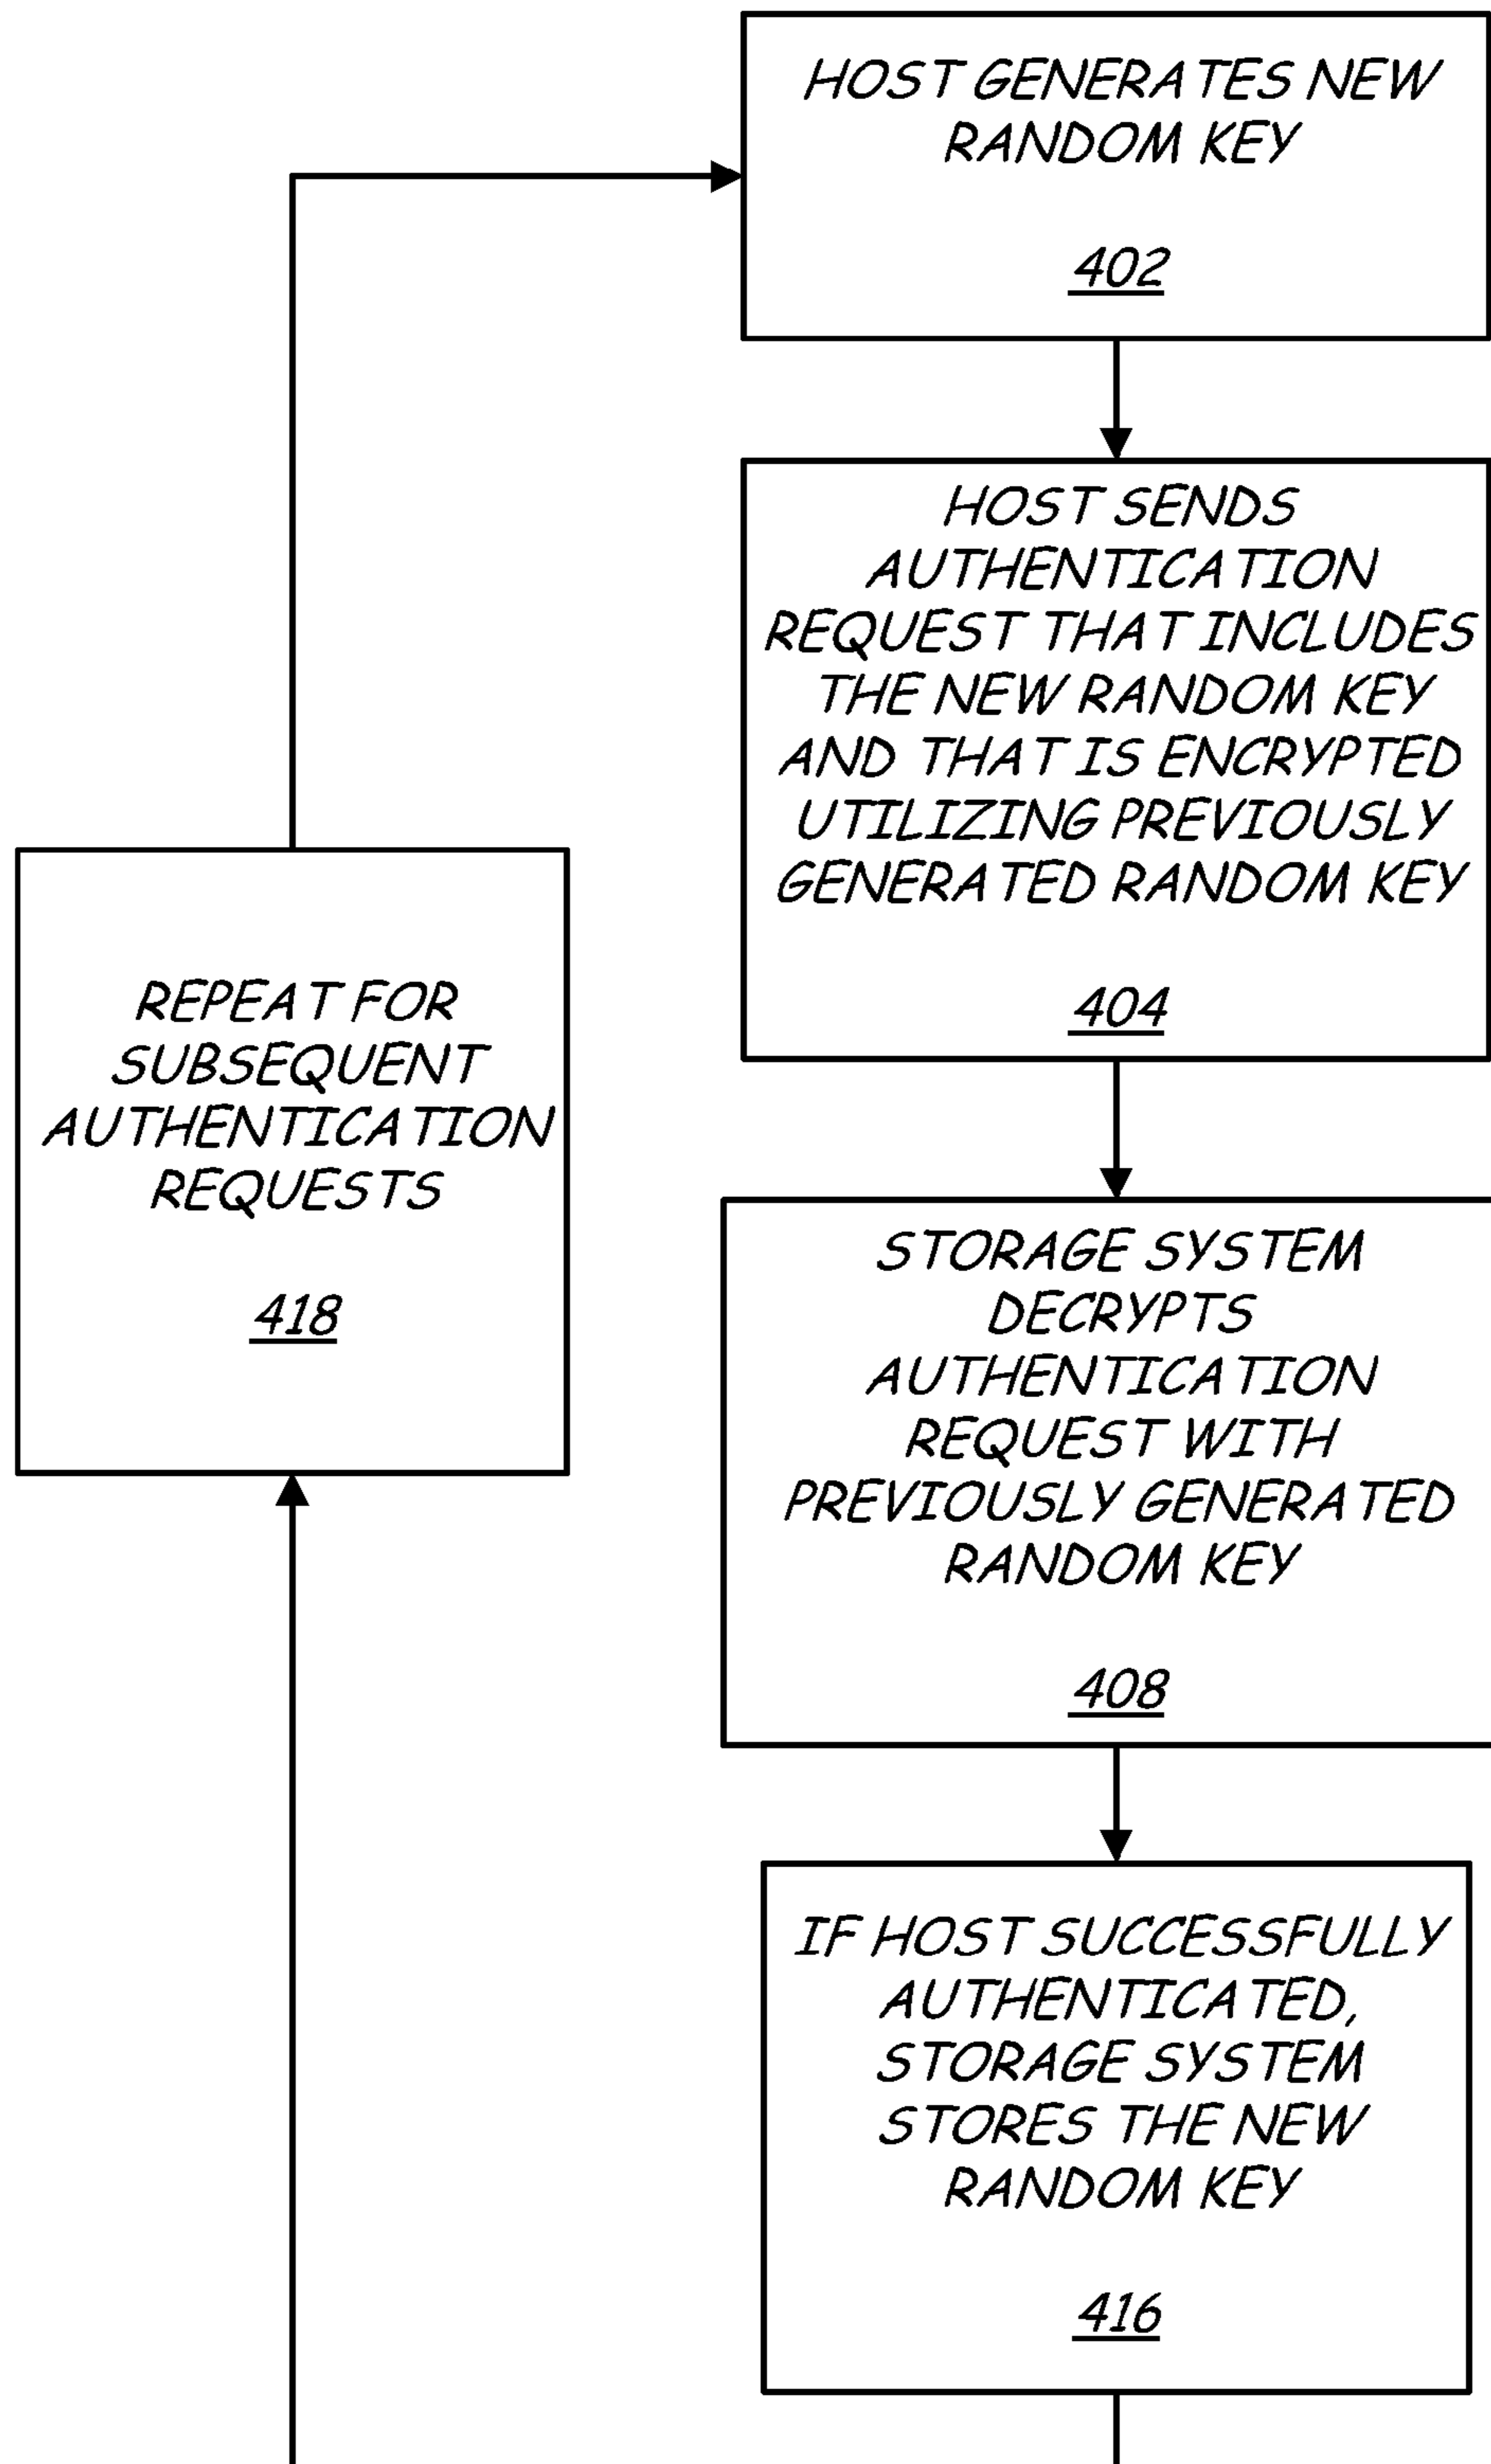 HOST GENERATES NEW
RANDOM KEY
402
HOST SENDS
AUTHENTICATION
REQUEST THAT INCLUDES
THE NEW RANDOM KEY
AND THAT IS ENCRYPTED
UTILIZING PREVIOUSLY
GENERATED RANDOM KEY
404
REPEAT FOR
SUBSEQUENT
AUTHENTICATION
REQUESTS
418
STORAGE SYSTEM
DECRYPTS
AUTHENTICATION
REQUEST WITH
PREVIOUSLY GENERATED
RANDOM KEY
408
IF HOST SUCCESSFULLY
AUTHENTICATED,
STORAGE SYSTEM
STORES THE NEW
RANDOM KEY
416